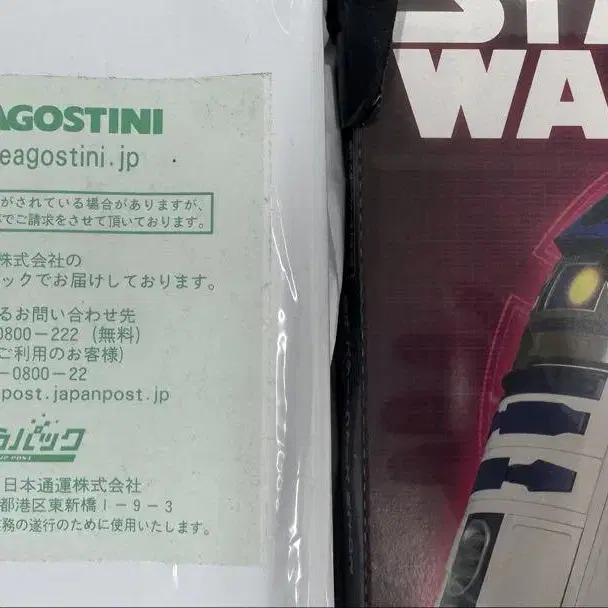 AGOSTINI
eagostini.jp
がされている場合がありますが、
でご請求をさせて頂いております。
株式会社の
ックでお届けしております。
るお問い合わせ先
0800-222 (無料)
ご利用のお客様)
-0800-22
post.japanpost.jp
パック
日本通運株式会社
都港区東新橋1-9-3
務の遂行のために使用いたします。
STA
WA